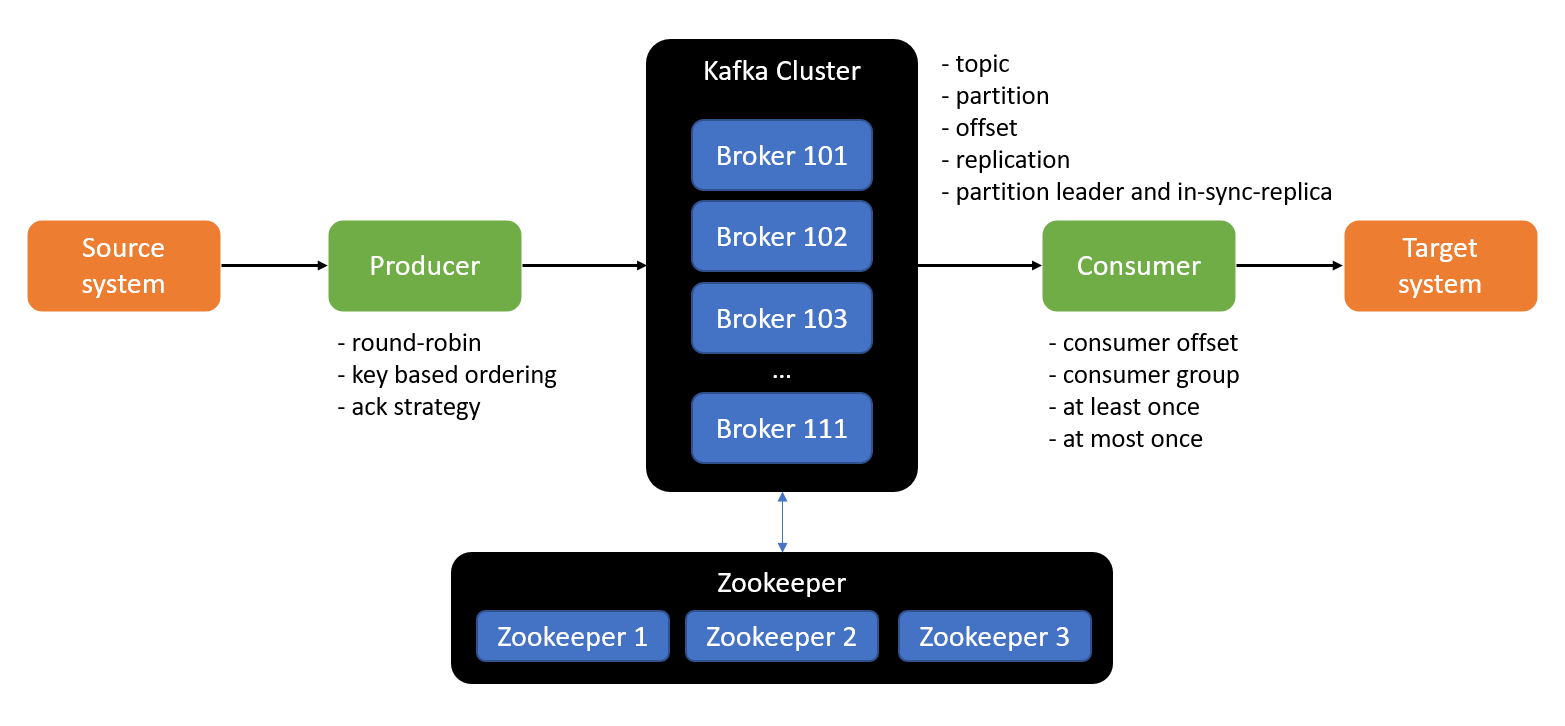 Kafka Cluster
Broker 101
Broker 102
Broker 103
...
Broker 111
- topic
- partition
- offset
- replication
- partition leader and in-sync-replica
Source
system
Producer
- round-robin
- key based ordering
- ack strategy
Consumer
- consumer offset
- consumer group
- at least once
- at most once
Target
system
Zookeeper
Zookeeper 1
Zookeeper 2
Zookeeper 3